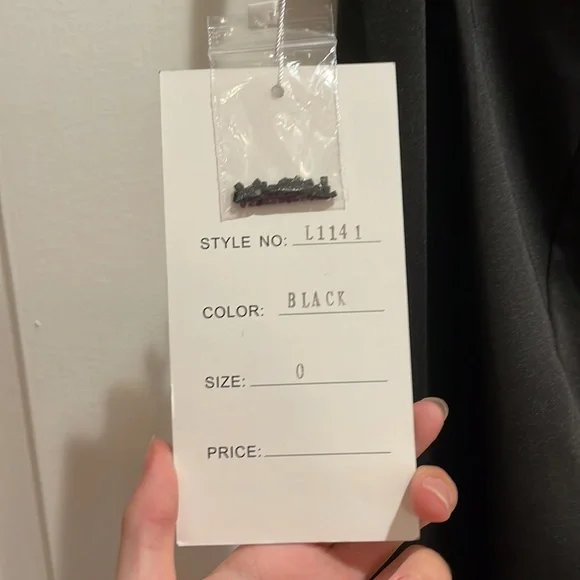 STYLE NO: L1141
COLOR: BLACK
SIZE: 0
PRICE: